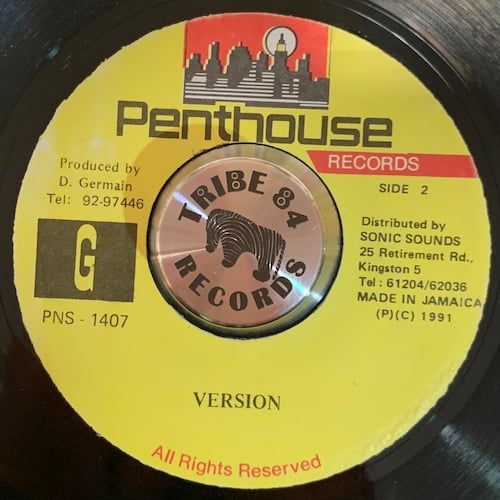 Penthouse
RECORDS
SIDE 2
Produced by
D. Germain
Tel: 92-97446
G
PNS - 1407
TRIBE 84
RECORDS
Distributed by
SONIC SOUNDS
25 Retirement Rd.,
Kingston 5
Tel : 61204/62036
MADE IN JAMAICA
(P)(C) 1991
VERSION
All Rights Reserved